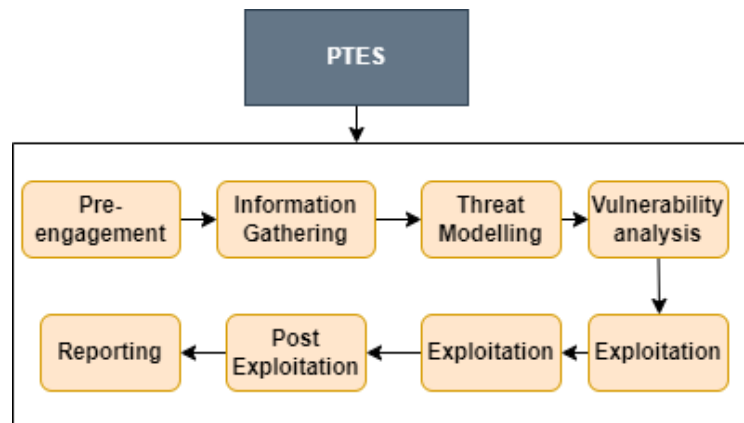 PTES
Pre-
engagement
Information
Gathering
Threat
Modelling
Vulnerability
analysis
Exploitation
Exploitation
Post
Exploitation
Reporting